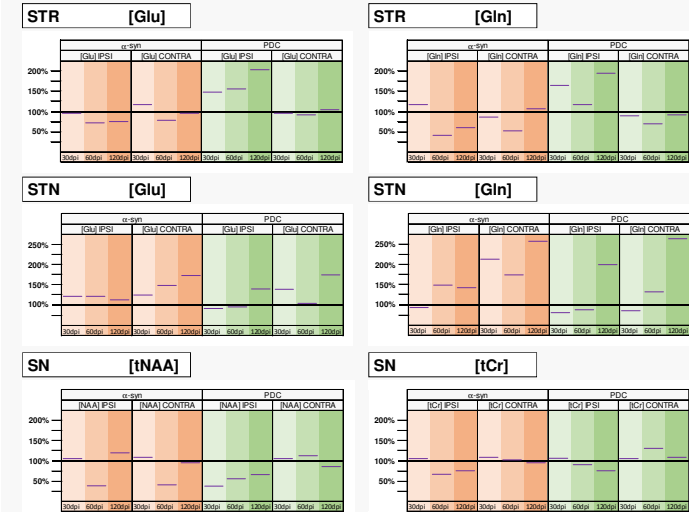 STR [Glu]
α-syn PDC
[Glu] IPSI [Glu] CONTRA [Glu] IPSI [Glu] CONTRA
200%
150%
100%
50%
30dpi 60dpi 120dpi 30dpi 60dpi 120dpi 30dpi 60dpi 120dpi 30dpi 60dpi 120dpi
STR [Gln]
α-syn PDC
[Gln] IPSI [Gln] CONTRA [Gln] IPSI [Gln] CONTRA
200%
150%
100%
50%
30dpi 60dpi 120dpi 30dpi 60dpi 120dpi 30dpi 60dpi 120dpi 30dpi 60dpi 120dpi
STN [Glu]
α-syn PDC
[Glu] IPSI [Glu] CONTRA [Glu] IPSI [Glu] CONTRA
250%
200%
150%
100%
30dpi 60dpi 120dpi 30dpi 60dpi 120dpi 30dpi 60dpi 120dpi 30dpi 60dpi 120dpi
STN [Gln]
α-syn PDC
[Gln] IPSI [Gln] CONTRA [Gln] IPSI [Gln] CONTRA
250%
200%
150%
100%
30dpi 60dpi 120dpi 30dpi 60dpi 120dpi 30dpi 60dpi 120dpi 30dpi 60dpi 120dpi
SN [tNAA]
α-syn PDC
[NAA] IPSI [NAA] CONTRA [NAA] IPSI [NAA] CONTRA
200%
150%
100%
50%
30dpi 60dpi 120dpi 30dpi 60dpi 120dpi 30dpi 60dpi 120dpi 30dpi 60dpi 120dpi
SN [tCr]
α-syn PDC
[tCr] IPSI [tCr] CONTRA [tCr] IPSI [tCr] CONTRA
200%
150%
100%
50%
30dpi 60dpi 120dpi 30dpi 60dpi 120dpi 30dpi 60dpi 120dpi 30dpi 60dpi 120dpi